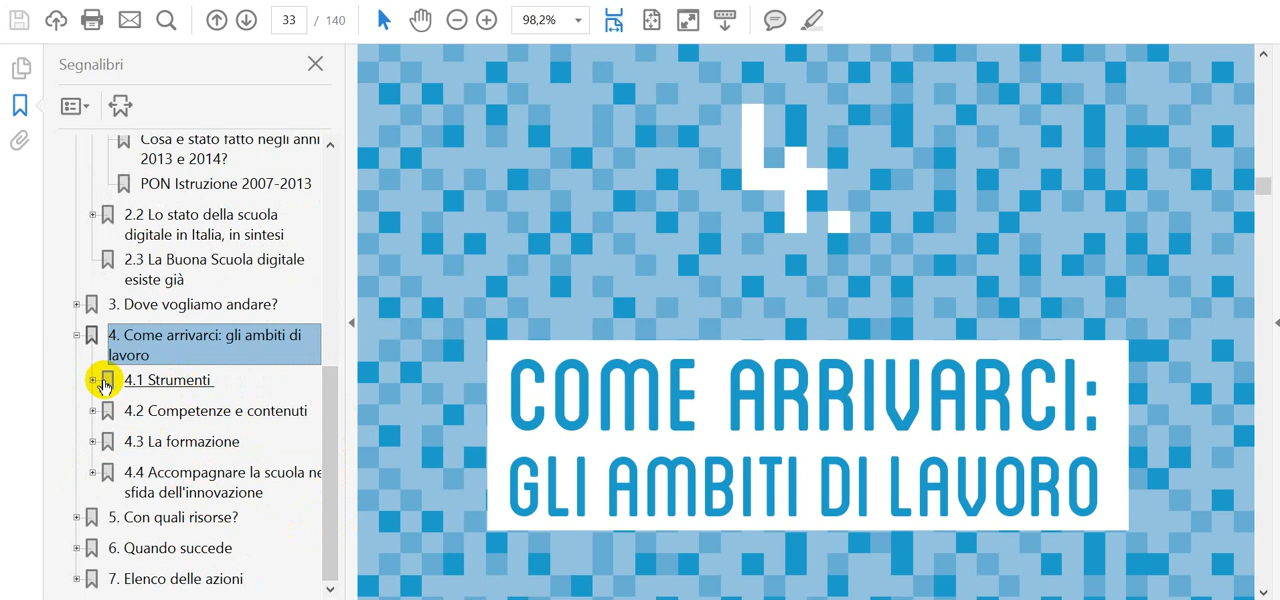 33 / 140
98,2%
Segnalibri
Cosa è stato fatto negli anni
2013 e 2014?
PON Istruzione 2007-2013
2.2 Lo stato della scuola
digitale in Italia, in sintesi
2.3 La Buona Scuola digitale
esiste già
3. Dove vogliamo andare?
4. Come arrivarci: gli ambiti di
lavoro
4.1 Strumenti
4.2 Competenze e contenuti
4.3 La formazione
4.4 Accompagnare la scuola ne
sfida dell'innovazione
5. Con quali risorse?
6. Quando succede
7. Elenco delle azioni
4.
COME ARRIVARCI:
GLI AMBITI DI LAVORO